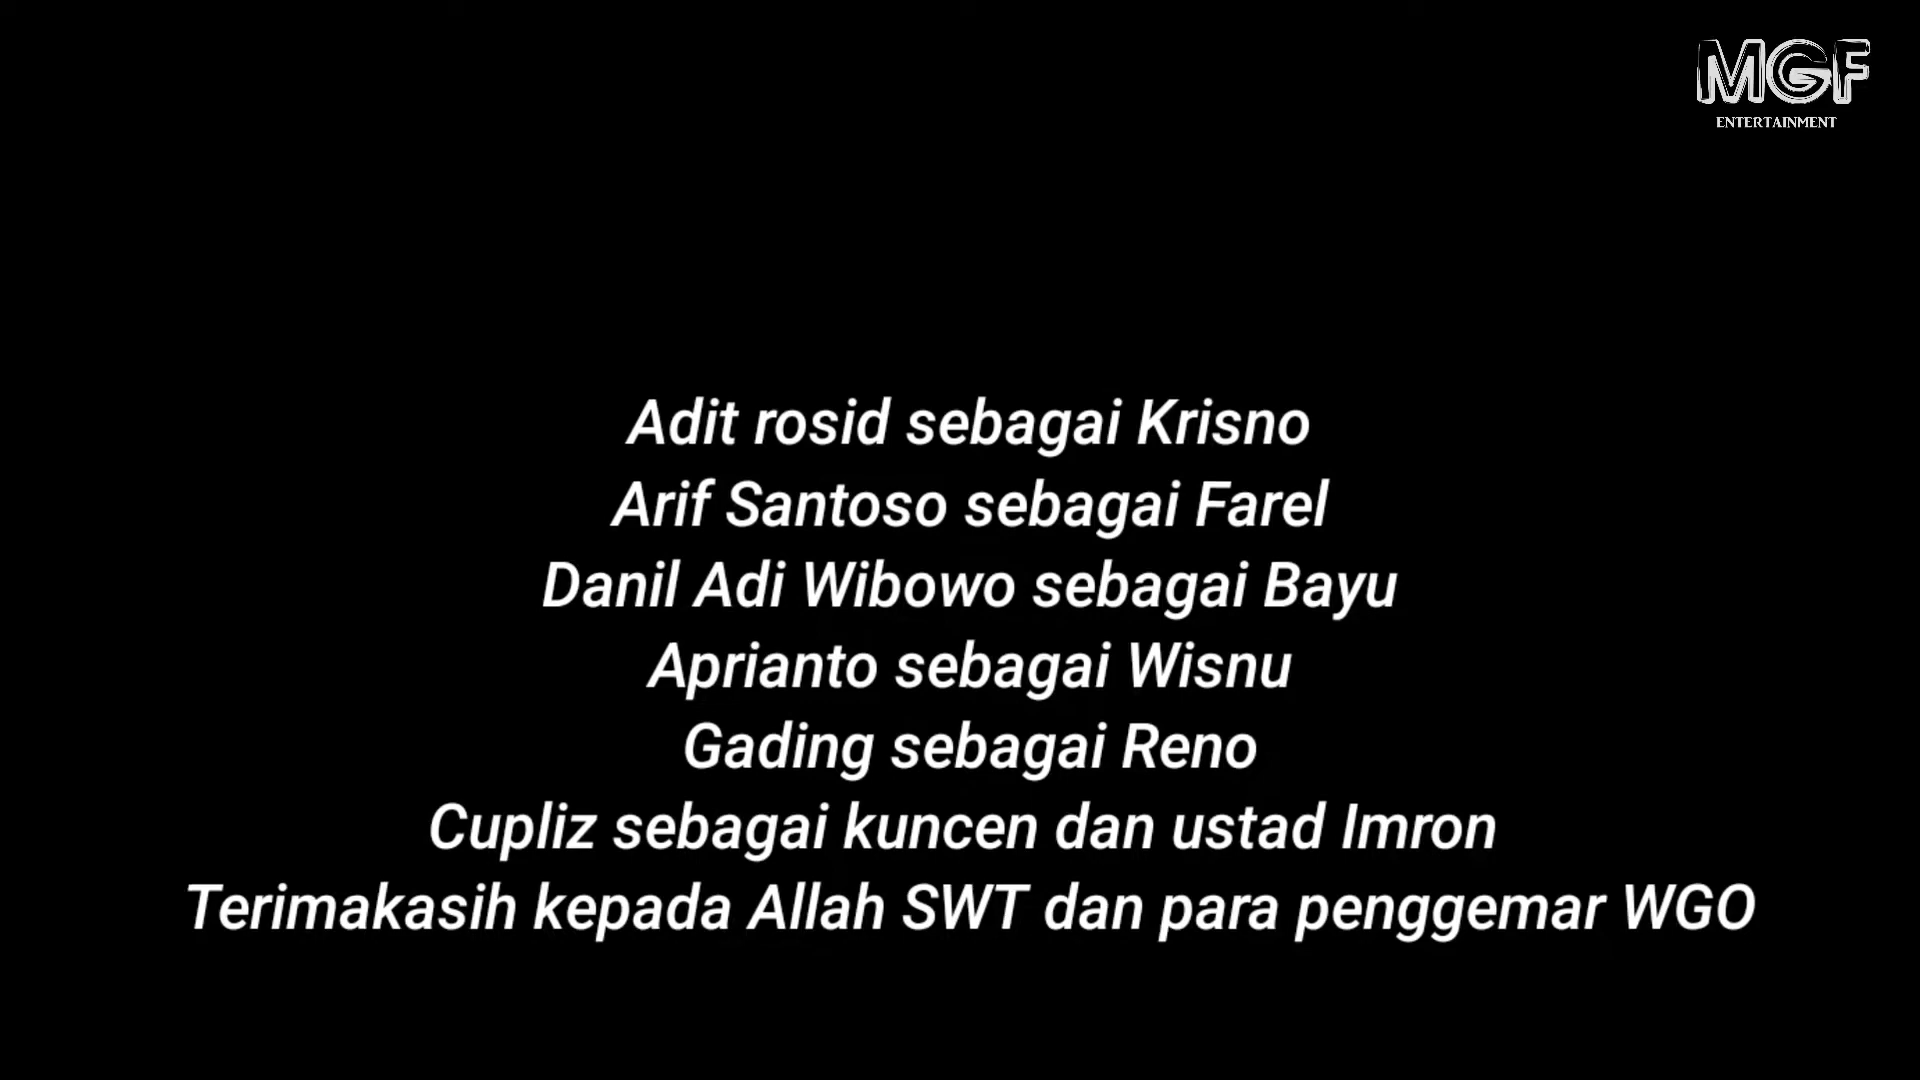 MGF
ENTERTAINMENT
Adit rosid sebagai Krisno
Arif Santoso sebagai Farel
Danil Adi Wibowo sebagai Bayu
Aprianto sebagai Wisnu
Gading sebagai Reno
Cupliz sebagai kuncen dan ustad Imron
Terimakasih kepada Allah SWT dan para penggemar WGO